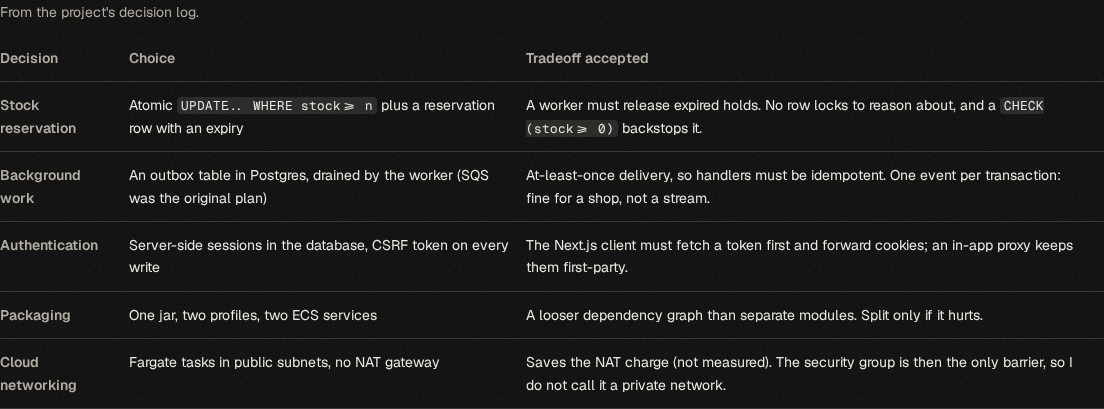 From the project's decision log.
Decision Choice Tradeoff accepted
Stock reservation Atomic UPDATE.. WHERE stock>= n plus a reservation row with an expiry A worker must release expired holds. No row locks to reason about, and a CHECK (stock>= 0) backstops it.
Background work An outbox table in Postgres, drained by the worker (SQS was the original plan) At-least-once delivery, so handlers must be idempotent. One event per transaction: fine for a shop, not a stream.
Authentication Server-side sessions in the database, CSRF token on every write The Next.js client must fetch a token first and forward cookies; an in-app proxy keeps them first-party.
Packaging One jar, two profiles, two ECS services A looser dependency graph than separate modules. Split only if it hurts.
Cloud networking Fargate tasks in public subnets, no NAT gateway Saves the NAT charge (not measured). The security group is then the only barrier, so I do not call it a private network.